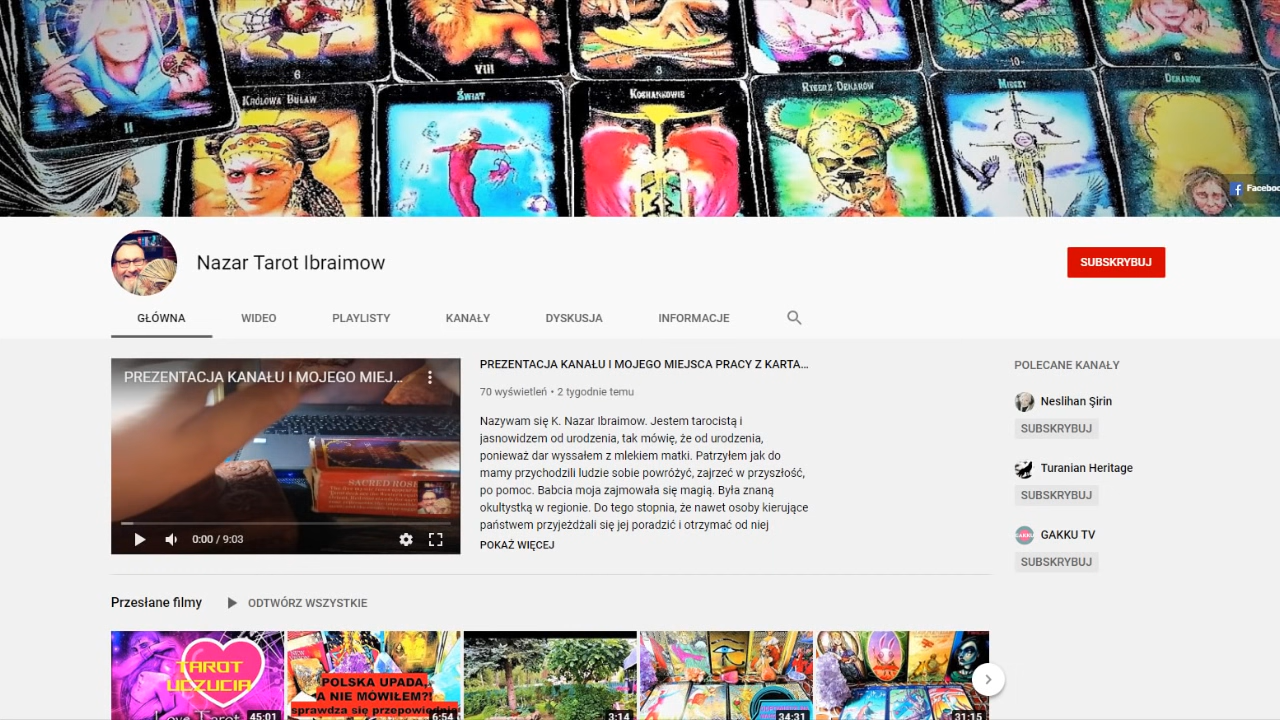 6
VIII
8
10
8
II
KRÓLOWA BUŁAW
ŚWIAT
KOCHANKOWIE
RYCERZ DENARÓW
MIECZY
DENARÓW
Nazar Tarot Ibraimow
SUBSKRYBUJ
GŁÓWNA WIDEO PLAYLISTY KANAŁY DYSKUSJA INFORMACJE
PREZENTACJA KANAŁU I MOJEGO MIEJ...
SACRED ROSE
0:00 / 9:03
PREZENTACJA KANAŁU I MOJEGO MIEJSCA PRACY Z KARTA...
70 wyświetleń • 2 tygodnie temu
Nazywam się K. Nazar Ibraimow. Jestem tarocistą i
jasnowidzem od urodzenia, tak mówię, że od urodzenia,
ponieważ dar wyssałem z mlekiem matki. Patrzyłem jak do
mamy przychodzili ludzie sobie powróżyć, zajrzeć w przyszłość,
po pomoc. Babcia moja zajmowała się magią. Była znaną
okultystką w regionie. Do tego stopnia, że nawet osoby kierujące
państwem przyjeżdżali się jej poradzić i otrzymać od niej
POKAŻ WIĘCEJ
POLECANE KANAŁY
Neslihan Şirin
SUBSKRYBUJ
Turanian Heritage
SUBSKRYBUJ
GAKKU TV
SUBSKRYBUJ
Przesłane filmy
ODTWÓRZ WSZYSTKIE
TAROT
UCZUCIA
Love Tarot
45:01
POLSKA UPADA,
A NIE MÓWIŁEM?!
sprawdza się przepowiednia
6:54
3:14
34:31
31:15